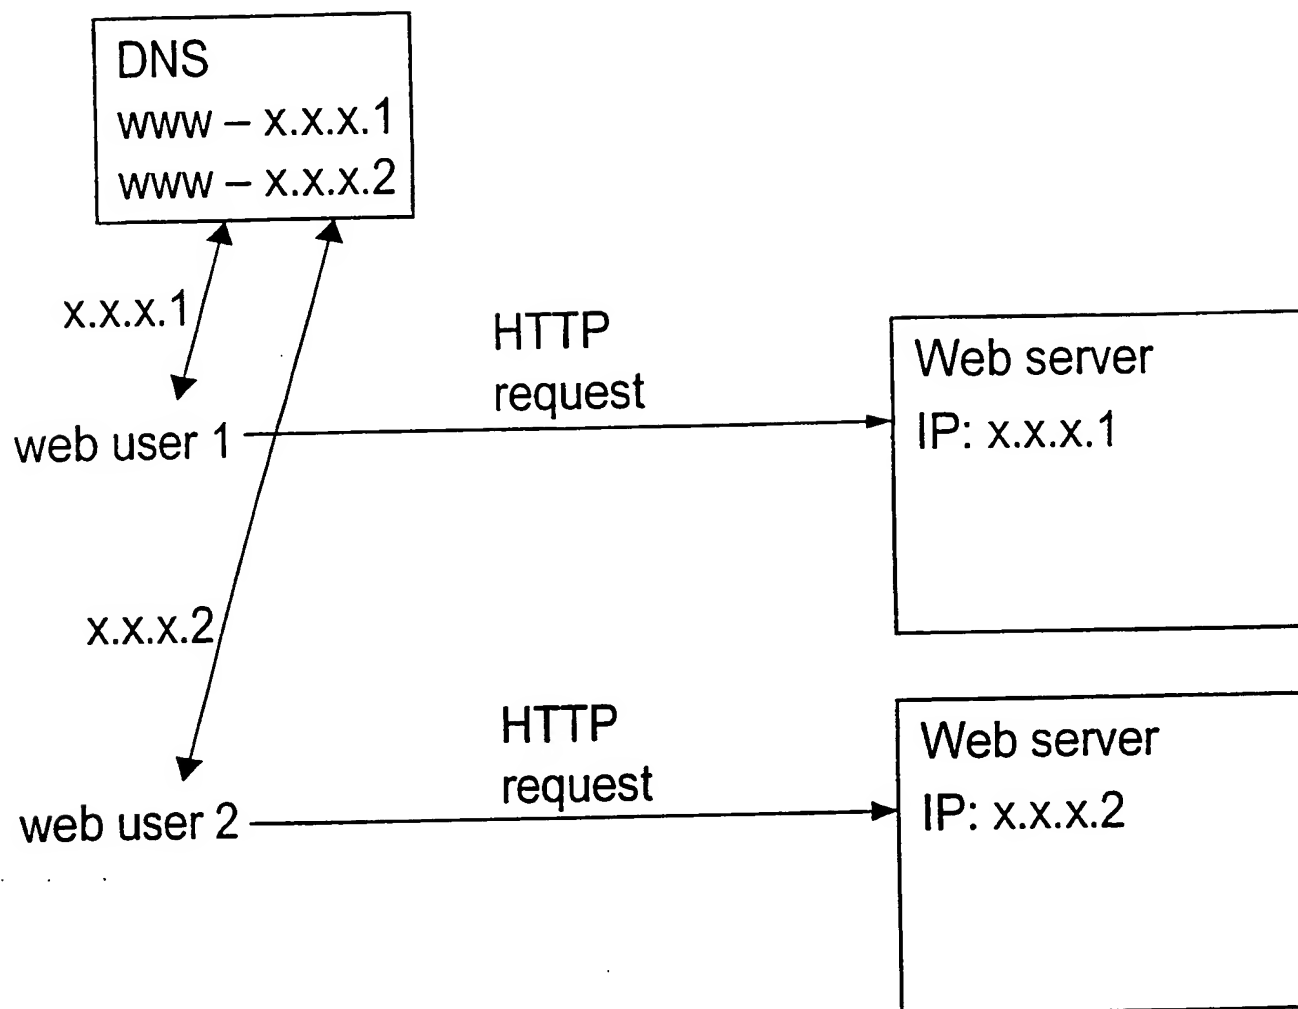 DNS
www – x.x.x.1
www – x.x.x.2
x.x.x.1
HTTP
request
Web server
IP: x.x.x.1
web user 1
x.x.x.2
HTTP
request
Web server
IP: x.x.x.2
web user 2